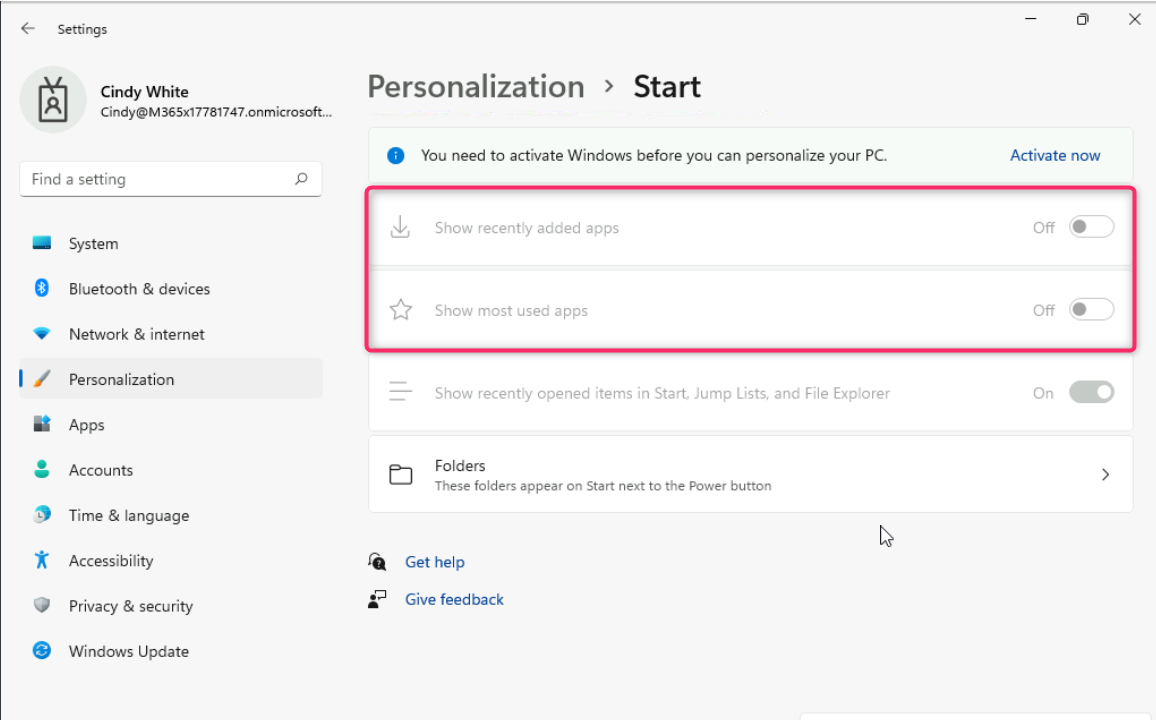 Settings
Cindy White
Cindy@M365x17781747.onmicrosoft...
Find a setting
System
Bluetooth & devices
Network & internet
Personalization
Apps
Accounts
Time & language
Accessibility
Privacy & security
Windows Update
Personalization > Start
You need to activate Windows before you can personalize your PC. Activate now
Show recently added apps Off
Show most used apps Off
Show recently opened items in Start, Jump Lists, and File Explorer On
Folders
These folders appear on Start next to the Power button
Get help
Give feedback